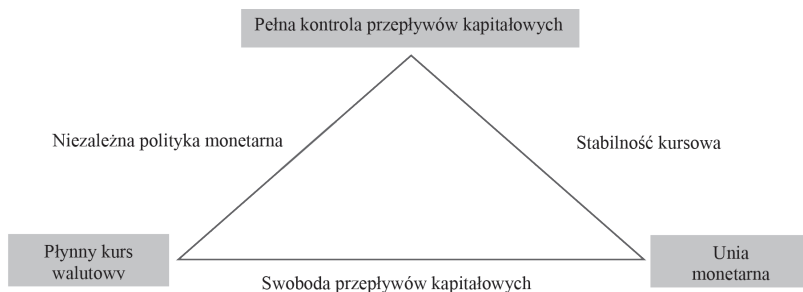 Pełna kontrola przepływów kapitałowych
Niezależna polityka monetarna
Stabilność kursowa
Płynny kurs
walutowy
Unia
monetarna
Swoboda przepływów kapitałowych